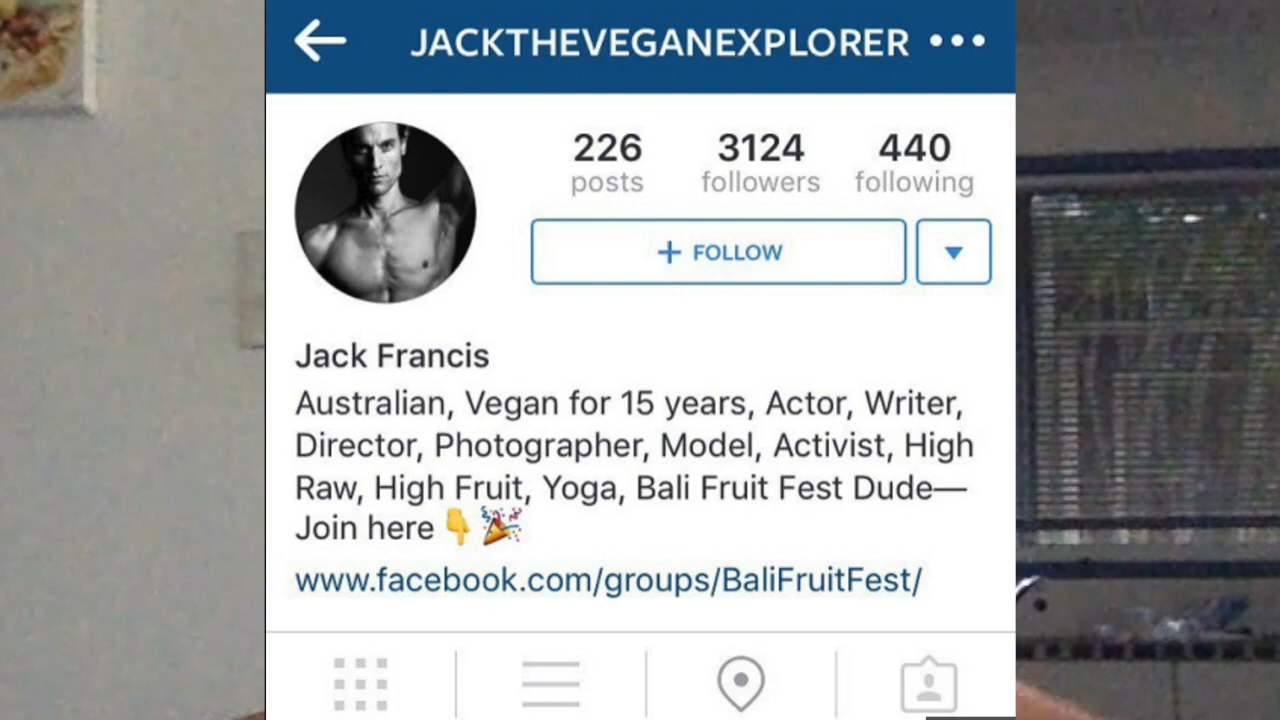 JACKTHEVEGANEXPLORER
226 3124 440
posts followers following
+ FOLLOW
Jack Francis
Australian, Vegan for 15 years, Actor, Writer,
Director, Photographer, Model, Activist, High
Raw, High Fruit, Yoga, Bali Fruit Fest Dude—
Join here 👇🎉
www.facebook.com/groups/BaliFruitFest/